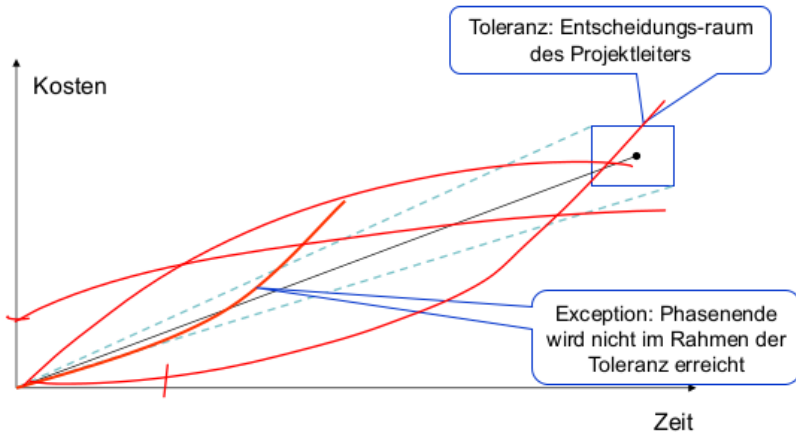 Toleranz: Entscheidungs-raum
des Projektleiters
Kosten
Exception: Phasenende
wird nicht im Rahmen der
Toleranz erreicht
Zeit